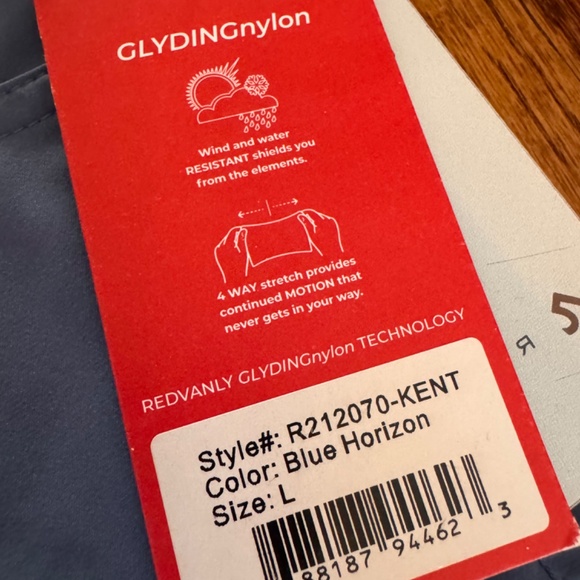 GLYDINGnylon
Wind and water
RESISTANT shields you
from the elements.
4 WAY stretch provides
continued MOTION that
never gets in your way.
REDVANLY GLYDINGnylon TECHNOLOGY
Style#: R212070-KENT
Color: Blue Horizon
Size: L
88187 94462 3
5